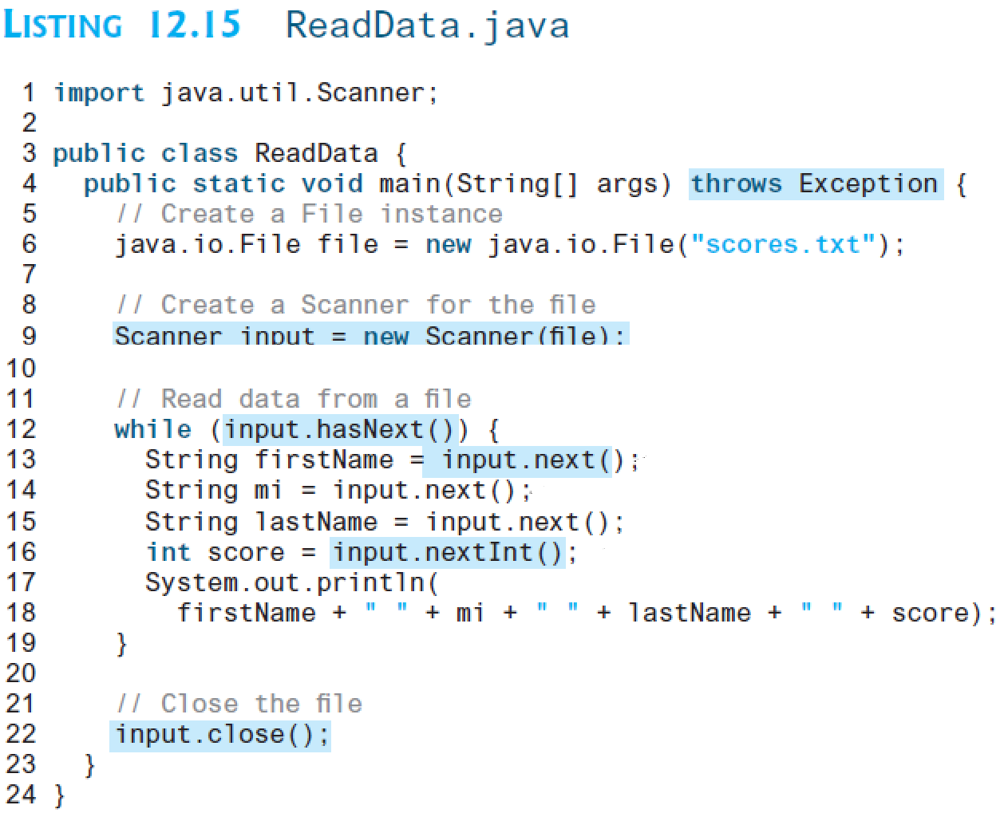 LISTING 12.15 ReadData.java
1 import java.util.Scanner;
2
3 public class ReadData {
4 public static void main(String[] args) throws Exception {
5 // Create a File instance
6 java.io.File file = new java.io.File("scores.txt");
7
8 // Create a Scanner for the file
9 Scanner input = new Scanner(file);
10
11 // Read data from a file
12 while (input.hasNext()) {
13 String firstName = input.next();
14 String mi = input.next();
15 String lastName = input.next();
16 int score = input.nextInt();
17 System.out.println(
18 firstName + " " + mi + " " + lastName + " " + score);
19 }
20
21 // Close the file
22 input.close();
23 }
24 }